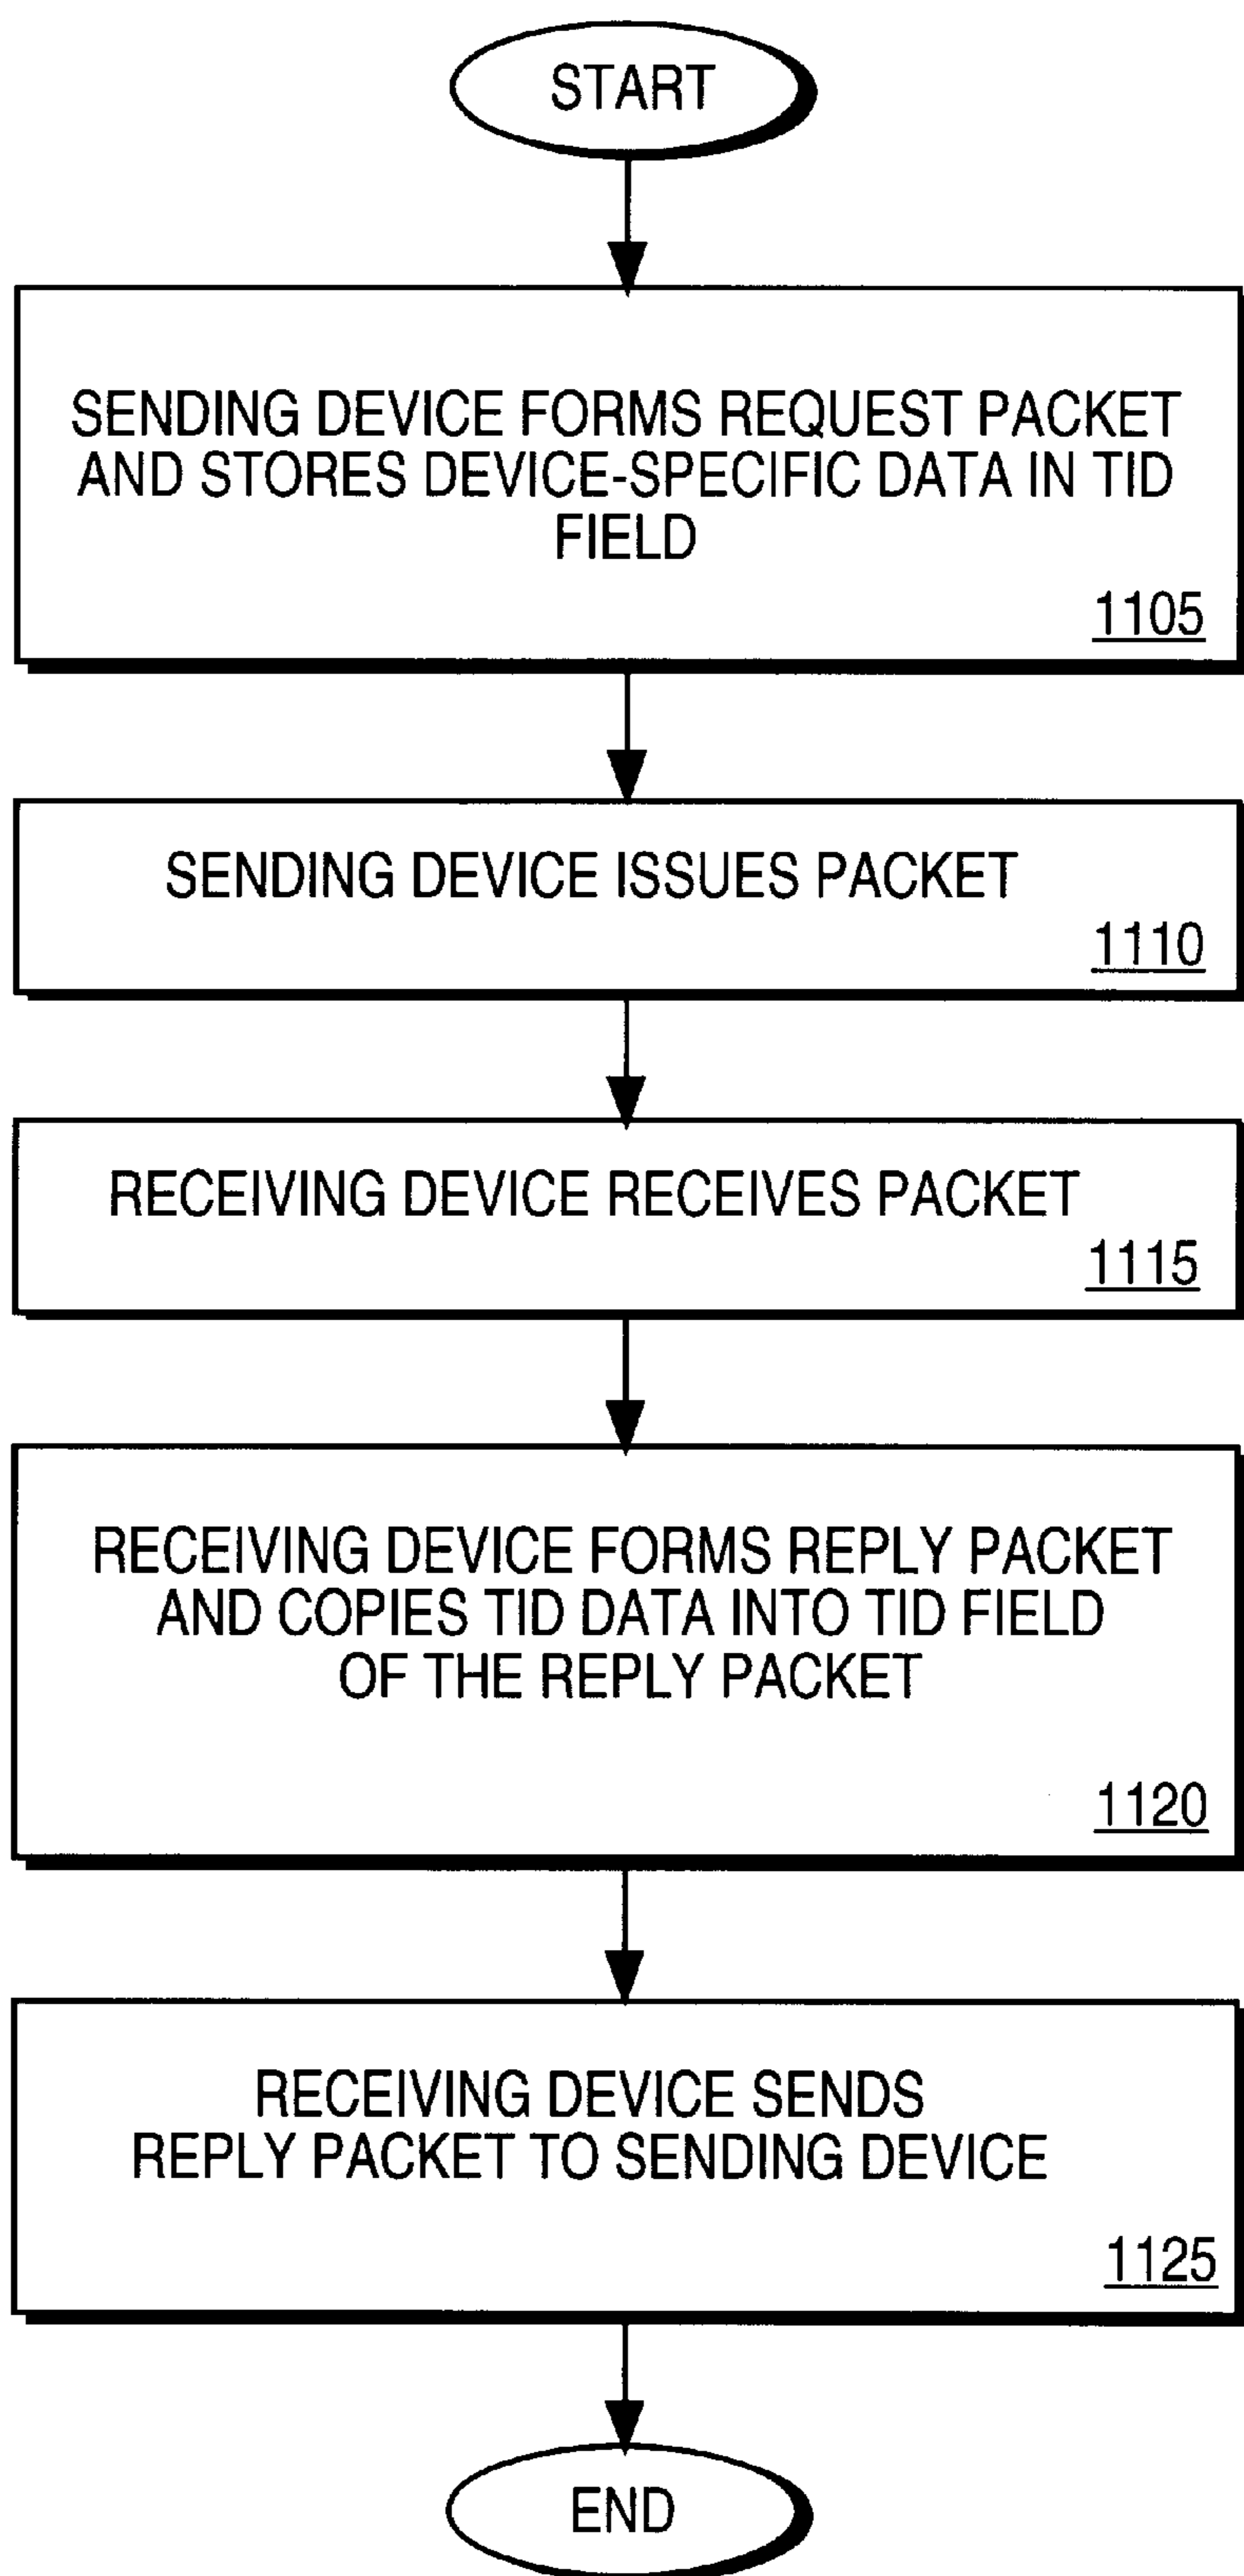 START
SENDING DEVICE FORMS REQUEST PACKET
AND STORES DEVICE-SPECIFIC DATA IN TID
FIELD
1105
SENDING DEVICE ISSUES PACKET
1110
RECEIVING DEVICE RECEIVES PACKET
1115
RECEIVING DEVICE FORMS REPLY PACKET
AND COPIES TID DATA INTO TID FIELD
OF THE REPLY PACKET
1120
RECEIVING DEVICE SENDS
REPLY PACKET TO SENDING DEVICE
1125
END